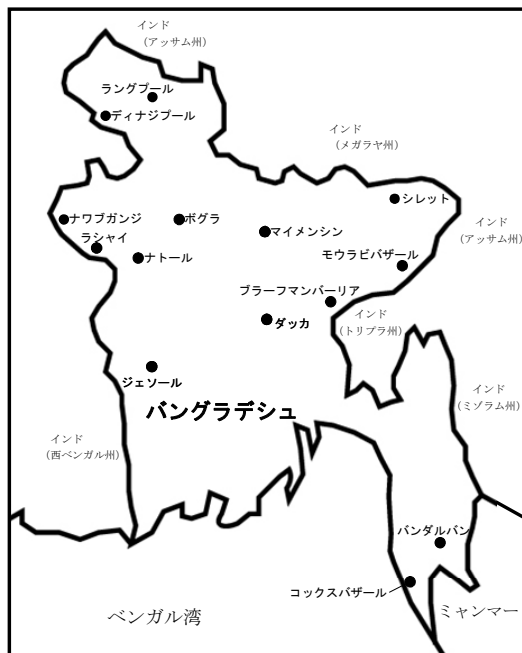 インド
(アッサム州)
ラングプール
ディナジプール
インド
(メガラヤ州)
シレット
ナワブガンジ
ボグラ
マイメンシン
インド
(アッサム州)
ラシャイ
ナトール
モウラビバザール
ブラーフマンバーリア
ダッカ
インド
(トリプラ州)
ジェソール
バングラデシュ
インド
(ミゾラム州)
インド
(西ベンガル州)
バンダルバン
コックスバザール
ベンガル湾
ミャンマー